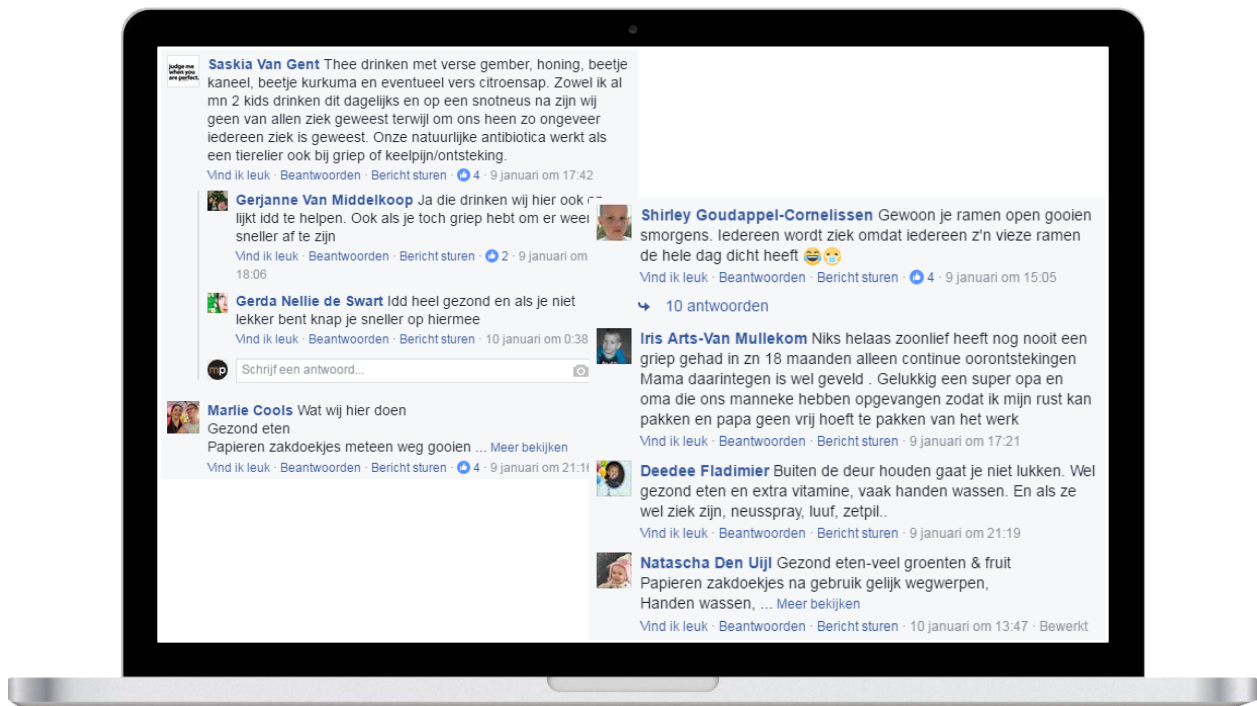 judge me
when you
are perfect.
Saskia Van Gent Thee drinken met verse gember, honing, beetje
kaneel, beetje kurkuma en eventueel vers citroensap. Zowel ik al
mn 2 kids drinken dit dagelijks en op een snotneus na zijn wij
geen van allen ziek geweest terwijl om ons heen zo ongeveer
iedereen ziek is geweest. Onze natuurlijke antibiotica werkt als
een tierelier ook bij griep of keelpijn/ontsteking.
Vind ik leuk · Beantwoorden · Bericht sturen · 4 · 9 januari om 17:42
Gerjanne Van Middelkoop Ja die drinken wij hier ook
lijkt idd te helpen. Ook als je toch griep hebt om er weer
sneller af te zijn
Vind ik leuk · Beantwoorden · Bericht sturen · 2 · 9 januari om
18:06
Gerda Nellie de Swart Idd heel gezond en als je niet
lekker bent knap je sneller op hiermee
Vind ik leuk · Beantwoorden · Bericht sturen · 10 januari om 0:38
mp Schrijf een antwoord...
Marlie Cools Wat wij hier doen
Gezond eten
Papieren zakdoekjes meteen weg gooien ... Meer bekijken
Vind ik leuk · Beantwoorden · Bericht sturen · 4 · 9 januari om 21:16
Shirley Goudappel-Cornelissen Gewoon je ramen open gooien
smorgens. Iedereen wordt ziek omdat iedereen z'n vieze ramen
de hele dag dicht heeft 😂😷
Vind ik leuk · Beantwoorden · Bericht sturen · 4 · 9 januari om 15:05
10 antwoorden
Iris Arts-Van Mullekom Niks helaas zoonlief heeft nog nooit een
griep gehad in zn 18 maanden alleen continue oorontstekingen
Mama daarintegen is wel geveld . Gelukkig een super opa en
oma die ons manneke hebben opgevangen zodat ik mijn rust kan
pakken en papa geen vrij hoeft te pakken van het werk
Vind ik leuk · Beantwoorden · Bericht sturen · 9 januari om 17:21
Deedee Fladimier Buiten de deur houden gaat je niet lukken. Wel
gezond eten en extra vitamine, vaak handen wassen. En als ze
wel ziek zijn, neusspray, luuf, zetpil..
Vind ik leuk · Beantwoorden · Bericht sturen · 9 januari om 21:19
Natascha Den Uijl Gezond eten-veel groenten & fruit
Papieren zakdoekjes na gebruik gelijk wegwerpen,
Handen wassen, ... Meer bekijken
Vind ik leuk · Beantwoorden · Bericht sturen · 10 januari om 13:47 · Bewerkt